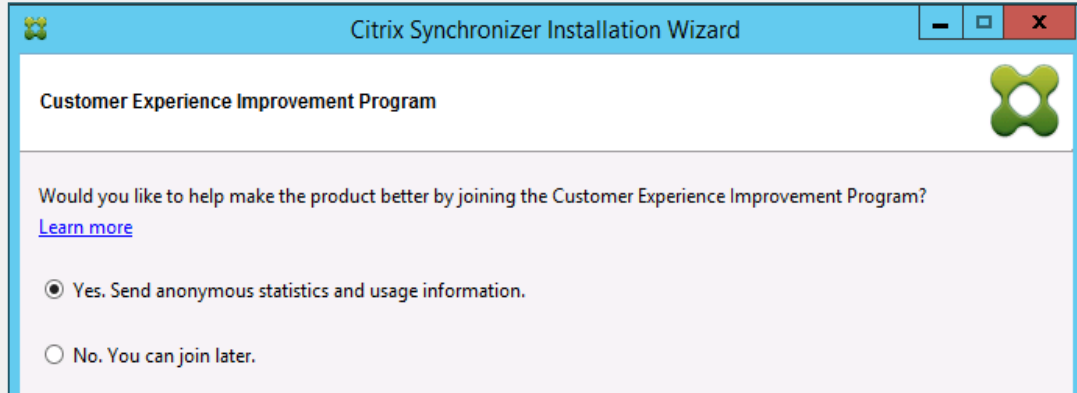 Citrix Synchronizer Installation Wizard
Customer Experience Improvement Program
Would you like to help make the product better by joining the Customer Experience Improvement Program?
Learn more
Yes. Send anonymous statistics and usage information.
No. You can join later.